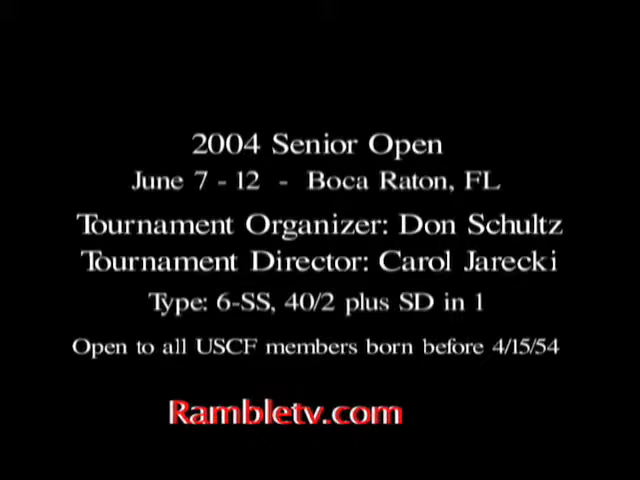 2004 Senior Open
June 7 - 12 - Boca Raton, FL
Tournament Organizer: Don Schultz
Tournament Director: Carol Jarecki
Type: 6-SS, 40/2 plus SD in 1
Open to all USCF members born before 4/15/54
Rambletv.com